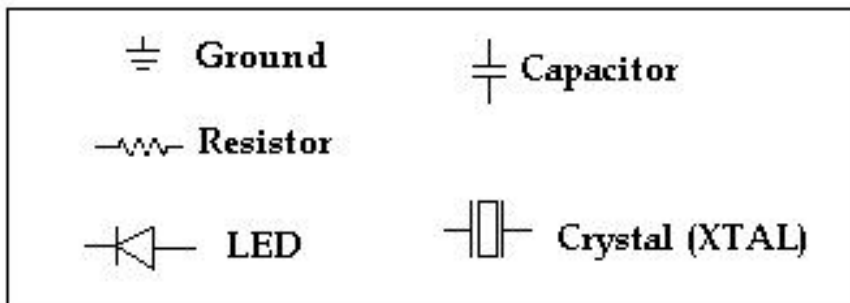 Ground
Capacitor
Resistor
LED
Crystal (XTAL)